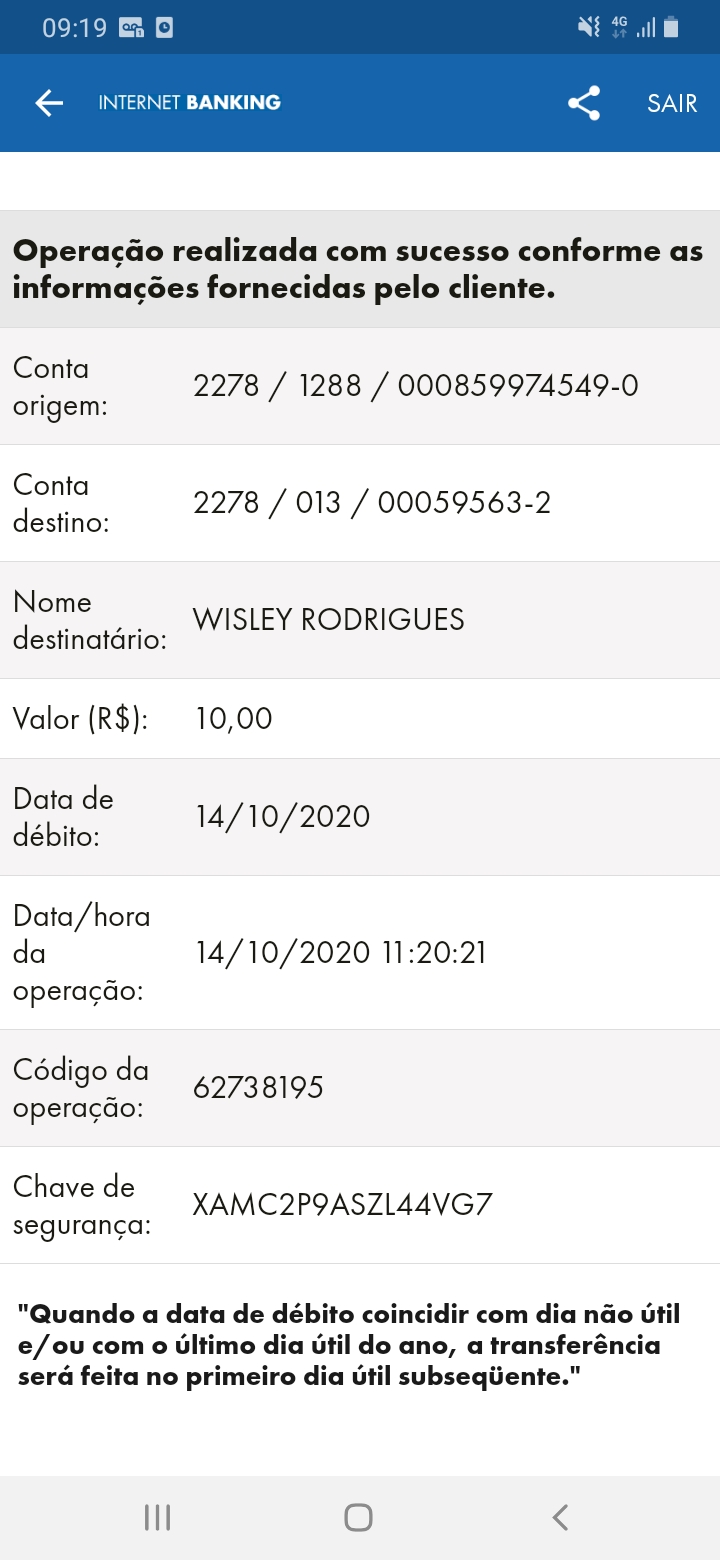 09:19 4G
INTERNET BANKING SAIR
Operação realizada com sucesso conforme as
informações fornecidas pelo cliente.
Conta
origem: 2278 / 1288 / 000859974549-0
Conta
destino: 2278 / 013 / 00059563-2
Nome
destinatário: WISLEY RODRIGUES
Valor (R$): 10,00
Data de
débito: 14/10/2020
Data/hora
da
operação: 14/10/2020 11:20:21
Código da
operação: 62738195
Chave de
segurança: XAMC2P9ASZL44VG7
"Quando a data de débito coincidir com dia não útil
e/ou com o último dia útil do ano, a transferência
será feita no primeiro dia útil subseqüente."